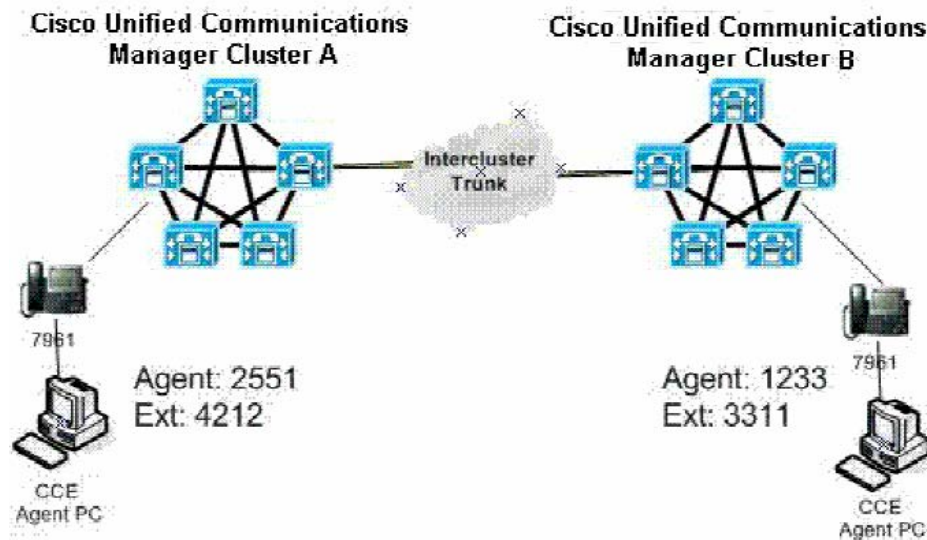 Cisco Unified Communications
Manager Cluster A
Cisco Unified Communications
Manager Cluster B
Intercluster
Trunk
7961
Agent: 2551
Ext: 4212
CCE
Agent PC
7961
Agent: 1233
Ext: 3311
CCE
Agent PC